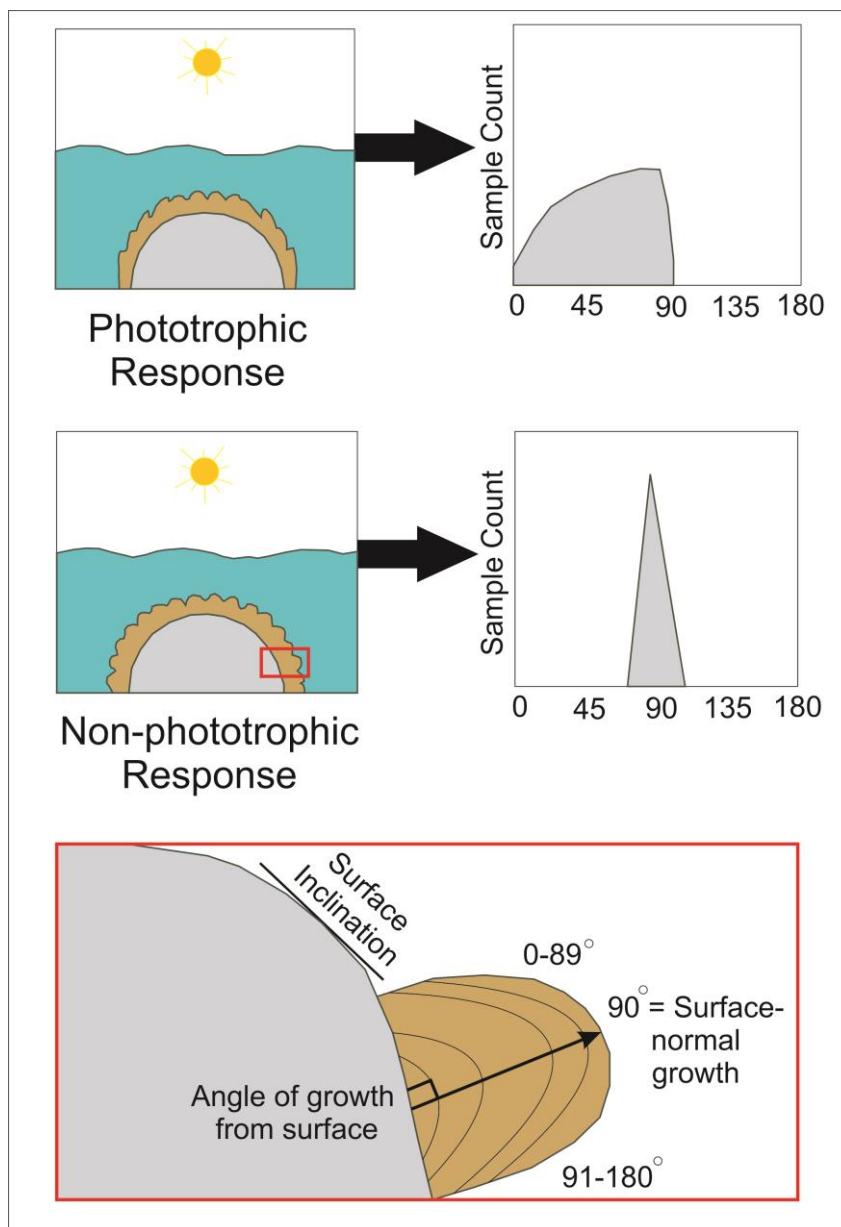 Sample Count
0 45 90 135 180
Phototrophic
Response
Sample Count
0 45 90 135 180
Non-phototrophic
Response
Surface
Inclination
0-89°
90° = Surface-
normal
growth
Angle of growth
from surface
91-180°